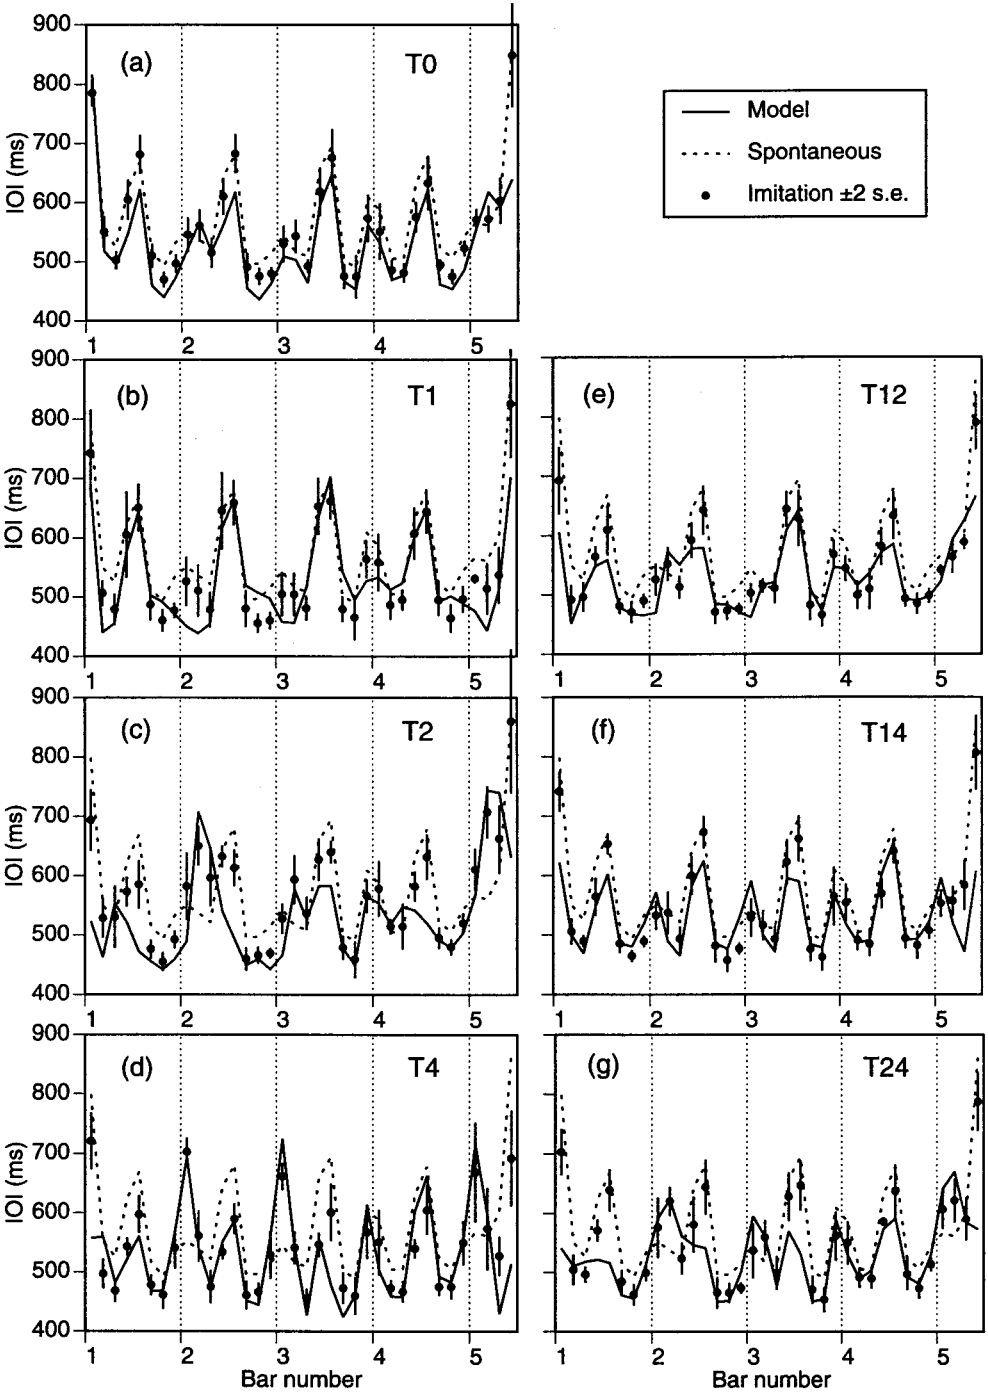 900
800
700
600
500
400
IOI (ms)
(a)
T0
1 2 3 4 5
Model
Spontaneous
Imitation ±2 s.e.
900
800
700
600
500
400
IOI (ms)
(b)
T1
1 2 3 4 5
(e)
T12
1 2 3 4 5
900
800
700
600
500
400
IOI (ms)
(c)
T2
1 2 3 4 5
(f)
T14
1 2 3 4 5
900
800
700
600
500
400
IOI (ms)
(d)
T4
1 2 3 4 5
Bar number
(g)
T24
1 2 3 4 5
Bar number